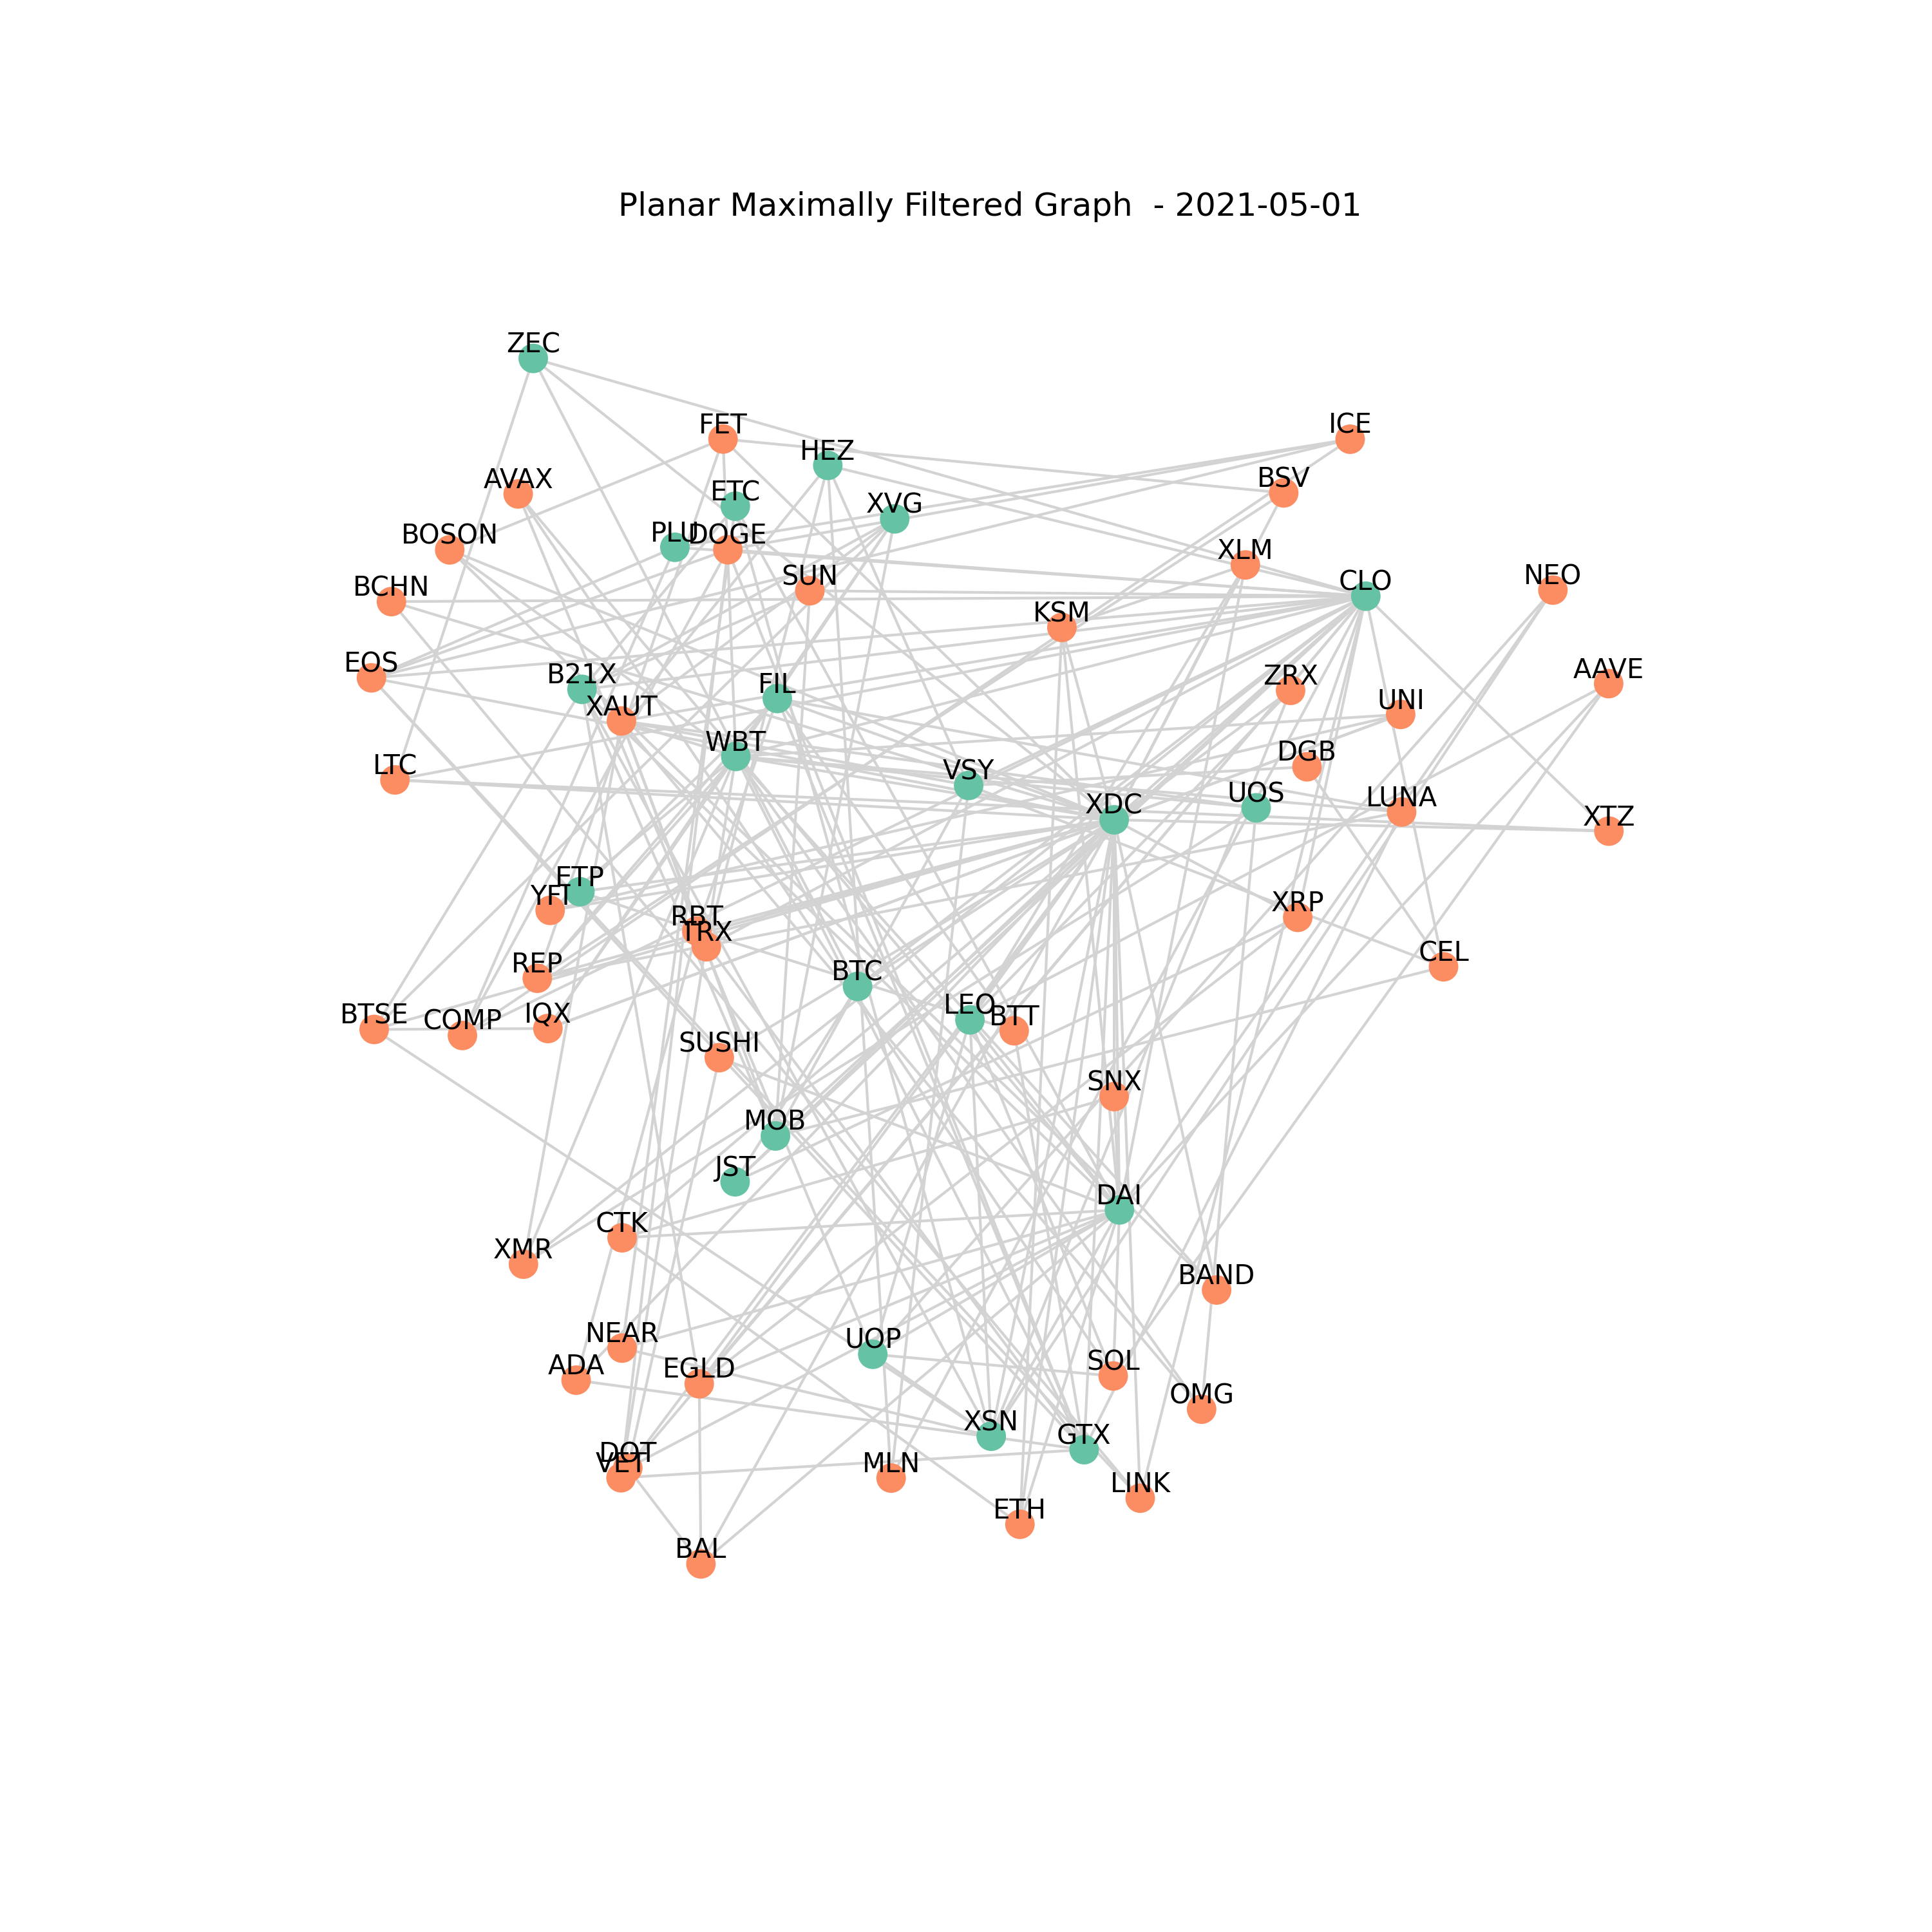 Planar Maximally Filtered Graph  - 2021-05-01
ZEC
FET
ICE
HEZ
BSV
AVAX
ETC
XVG
BOSON
PLU
DOGE
XLM
SUN
CLO
NEO
BCHN
KSM
EOS
B21X
FIL
ZRX
AAVE
XAUT
UNI
WBT
DGB
LTC
VSY
UOS
LUNA
XDC
XTZ
ETP
YFI
RBT
TRX
XRP
REP
BTC
CEL
BTSE
COMP
IQX
LEO
BTT
SUSHI
SNX
MOB
JST
DAI
CTK
XMR
BAND
NEAR
UOP
ADA
EGLD
SOL
OMG
XSN
GTX
DOT
VET
MLN
LINK
ETH
BAL